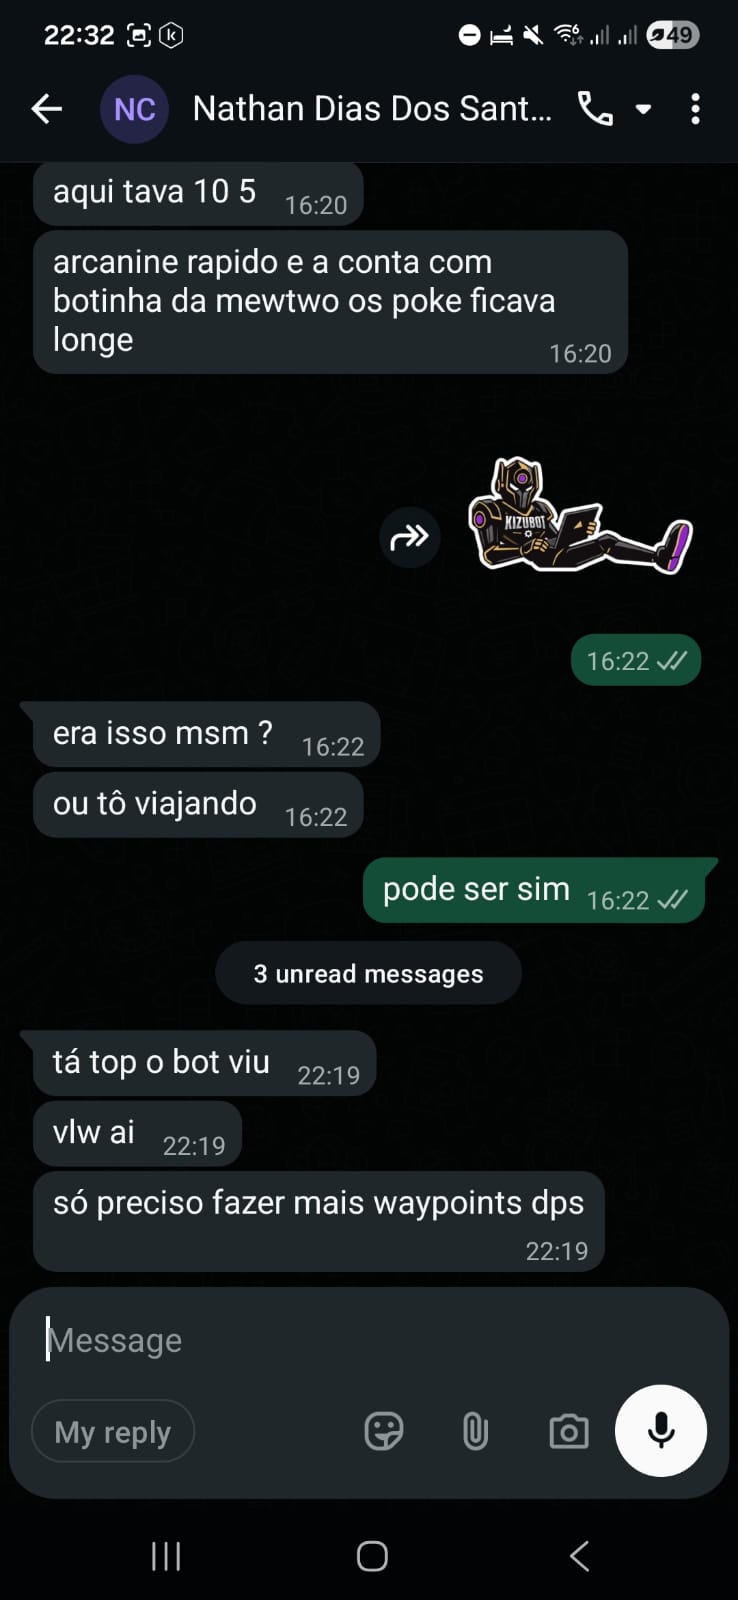 22:32
49
NC Nathan Dias Dos Sant...
aqui tava 10 5 16:20
arcanine rapido e a conta com
botinha da mewtwo os poke ficava
longe 16:20
KIZUBOT
16:22
era isso msm ? 16:22
ou tô viajando 16:22
pode ser sim 16:22
3 unread messages
tá top o bot viu 22:19
vlw ai 22:19
só preciso fazer mais waypoints dps
22:19
Message
My reply